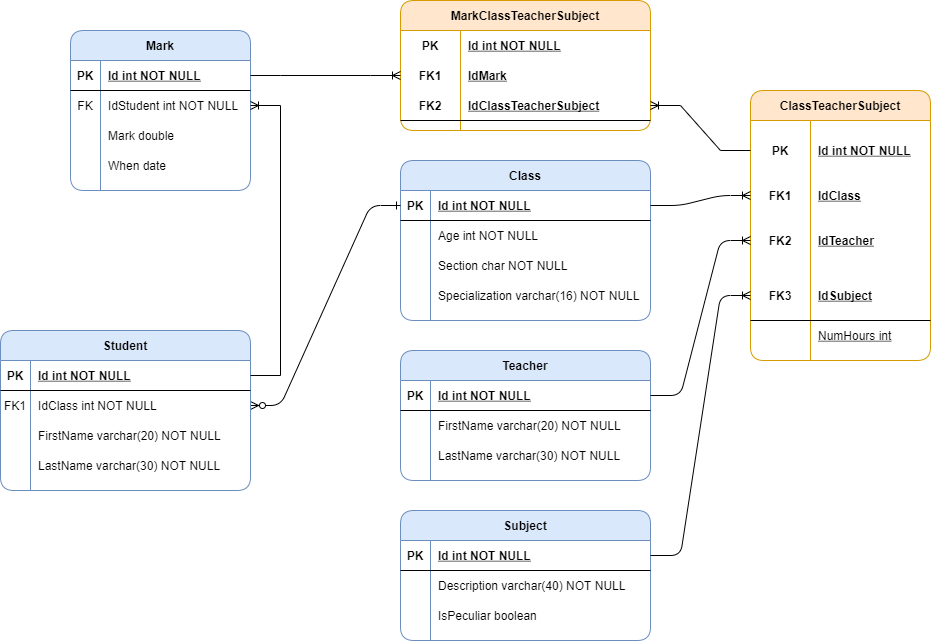 Mark
PK Id int NOT NULL
FK IdStudent int NOT NULL
Mark double
When date
MarkClassTeacherSubject
PK Id int NOT NULL
FK1 IdMark
FK2 IdClassTeacherSubject
ClassTeacherSubject
PK Id int NOT NULL
FK1 IdClass
FK2 IdTeacher
FK3 IdSubject
NumHours int
Class
PK Id int NOT NULL
Age int NOT NULL
Section char NOT NULL
Specialization varchar(16) NOT NULL
Student
PK Id int NOT NULL
FK1 IdClass int NOT NULL
FirstName varchar(20) NOT NULL
LastName varchar(30) NOT NULL
Teacher
PK Id int NOT NULL
FirstName varchar(20) NOT NULL
LastName varchar(30) NOT NULL
Subject
PK Id int NOT NULL
Description varchar(40) NOT NULL
IsPeculiar boolean